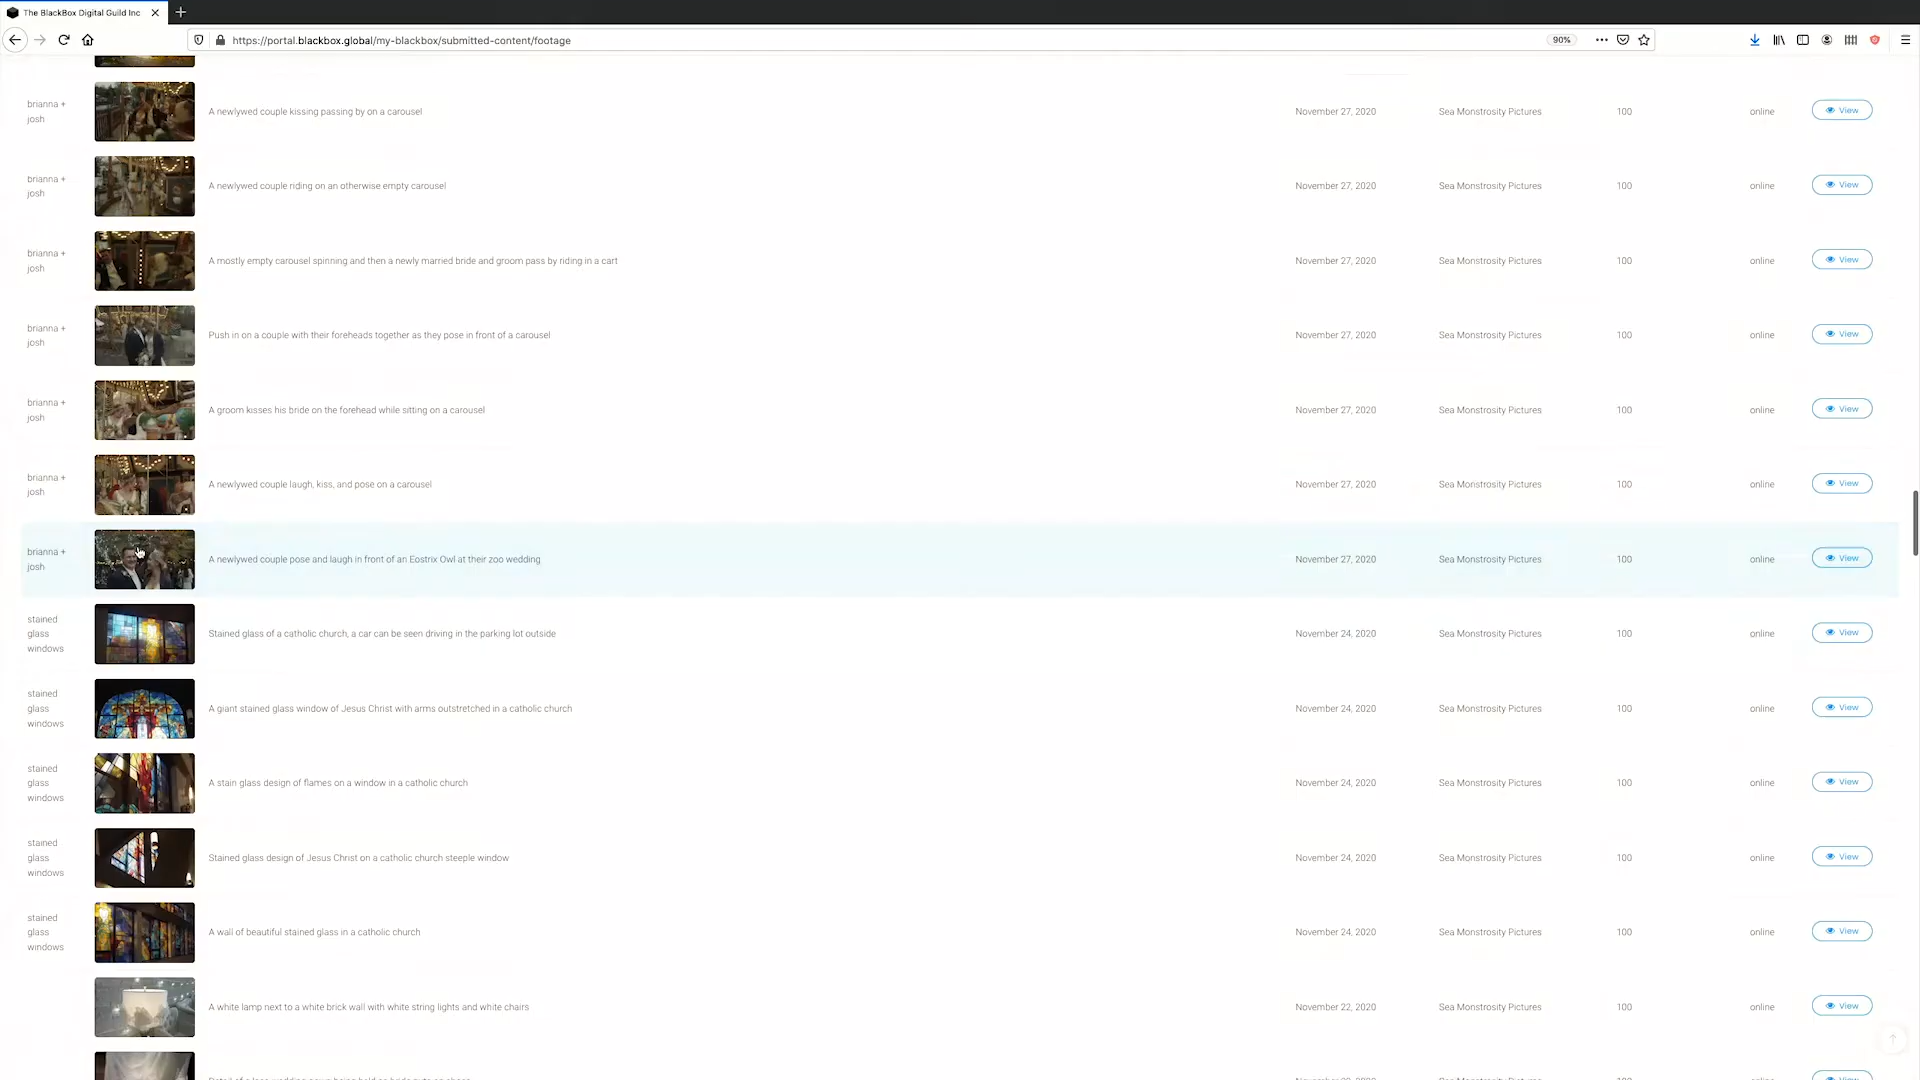 The BlackBox Digital Guild Inc
https://portal.blackbox.global/my-blackbox/submitted-content/footage
90%
brianna + josh
A newlywed couple kissing passing by on a carousel
November 27, 2020
Sea Monstrosity Pictures
100
online
View
brianna + josh
A newlywed couple riding on an otherwise empty carousel
November 27, 2020
Sea Monstrosity Pictures
100
online
View
brianna + josh
A mostly empty carousel spinning and then a newly married bride and groom pass by riding in a cart
November 27, 2020
Sea Monstrosity Pictures
100
online
View
brianna + josh
Push in on a couple with their foreheads together as they pose in front of a carousel
November 27, 2020
Sea Monstrosity Pictures
100
online
View
brianna + josh
A groom kisses his bride on the forehead while sitting on a carousel
November 27, 2020
Sea Monstrosity Pictures
100
online
View
brianna + josh
A newlywed couple laugh, kiss, and pose on a carousel
November 27, 2020
Sea Monstrosity Pictures
100
online
View
brianna + josh
A newlywed couple pose and laugh in front of an Eostrix Owl at their zoo wedding
November 27, 2020
Sea Monstrosity Pictures
100
online
View
stained glass windows
Stained glass of a catholic church, a car can be seen driving in the parking lot outside
November 24, 2020
Sea Monstrosity Pictures
100
online
View
stained glass windows
A giant stained glass window of Jesus Christ with arms outstretched in a catholic church
November 24, 2020
Sea Monstrosity Pictures
100
online
View
stained glass windows
A stain glass design of flames on a window in a catholic church
November 24, 2020
Sea Monstrosity Pictures
100
online
View
stained glass windows
Stained glass design of Jesus Christ on a catholic church steeple window
November 24, 2020
Sea Monstrosity Pictures
100
online
View
stained glass windows
A wall of beautiful stained glass in a catholic church
November 24, 2020
Sea Monstrosity Pictures
100
online
View
A white lamp next to a white brick wall with white string lights and white chairs
November 22, 2020
Sea Monstrosity Pictures
100
online
View